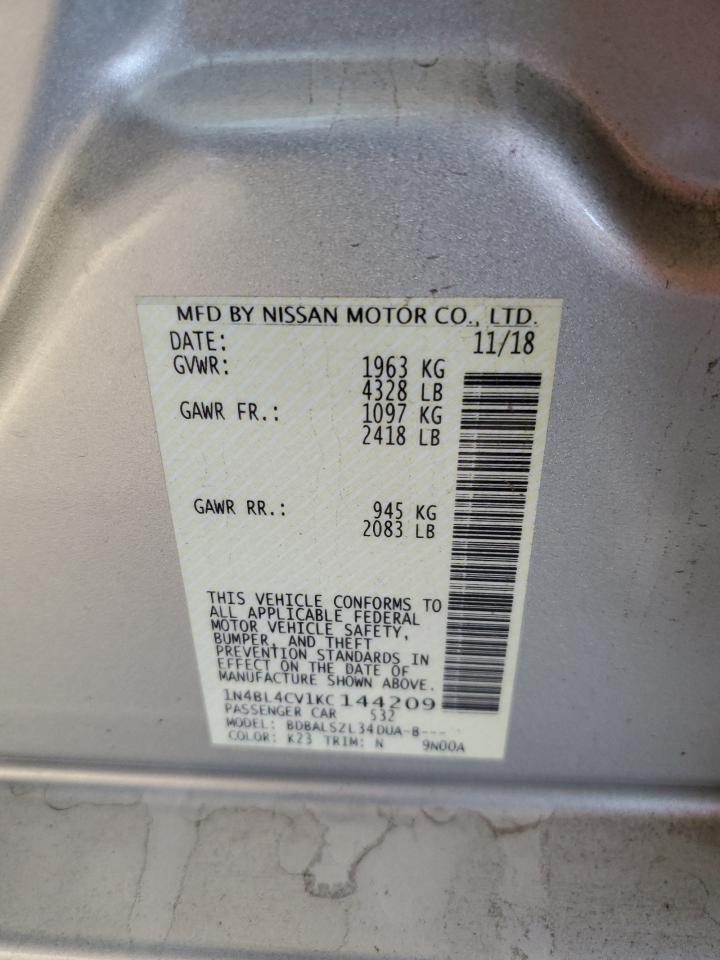 MFD BY NISSAN MOTOR CO., LTD.
DATE: 11/18
GVWR: 1963 KG
4328 LB
GAWR FR.: 1097 KG
2418 LB
GAWR RR.: 945 KG
2083 LB
THIS VEHICLE CONFORMS TO
ALL APPLICABLE FEDERAL
MOTOR VEHICLE SAFETY,
BUMPER, AND THEFT
PREVENTION STANDARDS IN
EFFECT ON THE DATE OF
MANUFACTURE SHOWN ABOVE.
1N4BL4CV1KC144209
PASSENGER CAR 532
MODEL: BDBALSZL34DUA-B---
COLOR: K23 TRIM: N 9N00A